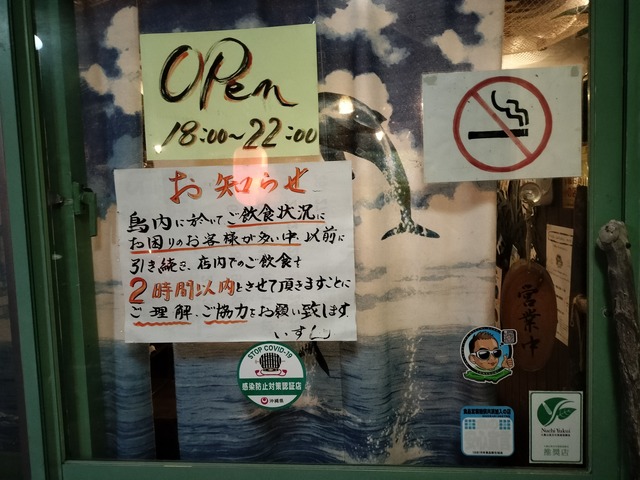 OPen
18:00~22:00
お知らせ
島内に於いてご飲食状況に
お困りのお客様が多い中、以前に
引き続き、店内でのご飲食を
2時間以内とさせて頂きますことに
ご理解、ご協力をお願い致します
いすん
営業中
STOP COVID-19
感染防止対策認証店
沖縄県
Nuchi Yukui
推奨店